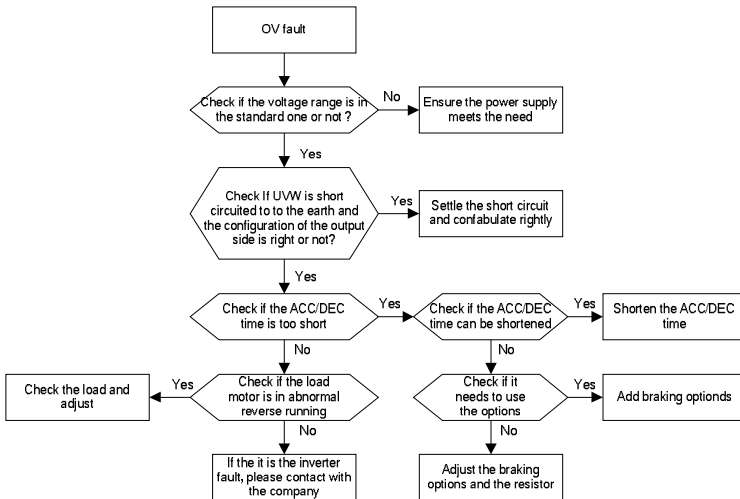 OV fault
Check if the voltage range is in
the standard one or not ?
No
Ensure the power supply
meets the need
Yes
Check If UVW is short
circuited to to the earth and
the configuration of the output
side is right or not?
Yes
Settle the short circuit
and confabulate rightly
Yes
Check if the ACC/DEC
time is too short
Yes
Check if the ACC/DEC
time can be shortened
Yes
Shorten the ACC/DEC
time
No
No
Check the load and
adjust
Yes
Check if the load
motor is in abnormal
reverse running
Check if it
needs to use
the options
Yes
Add braking optionds
No
No
If the it is the inverter
fault, please contact with
the company
Adjust the braking
options and the resistor